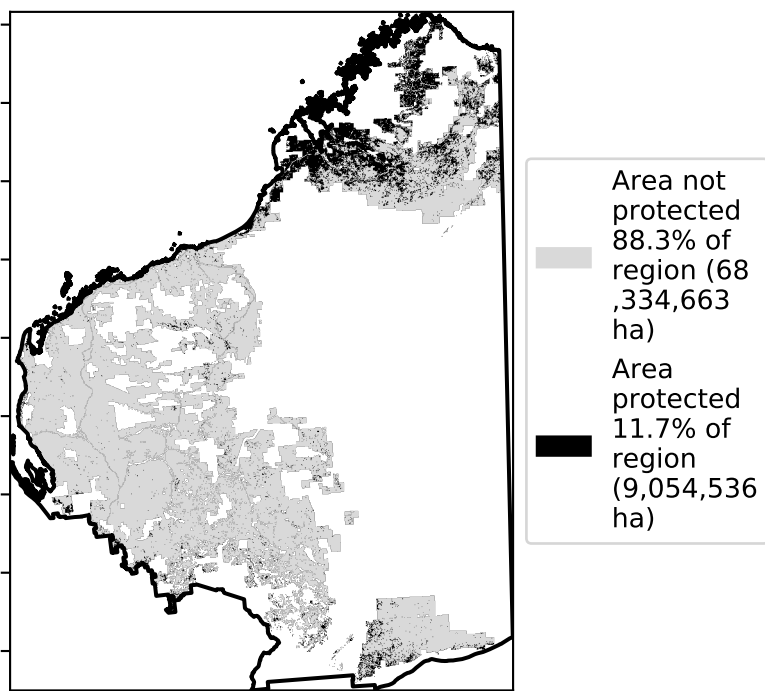 Area not
protected
88.3% of
region (68
,334,663
ha)
Area
protected
11.7% of
region
(9,054,536
ha)